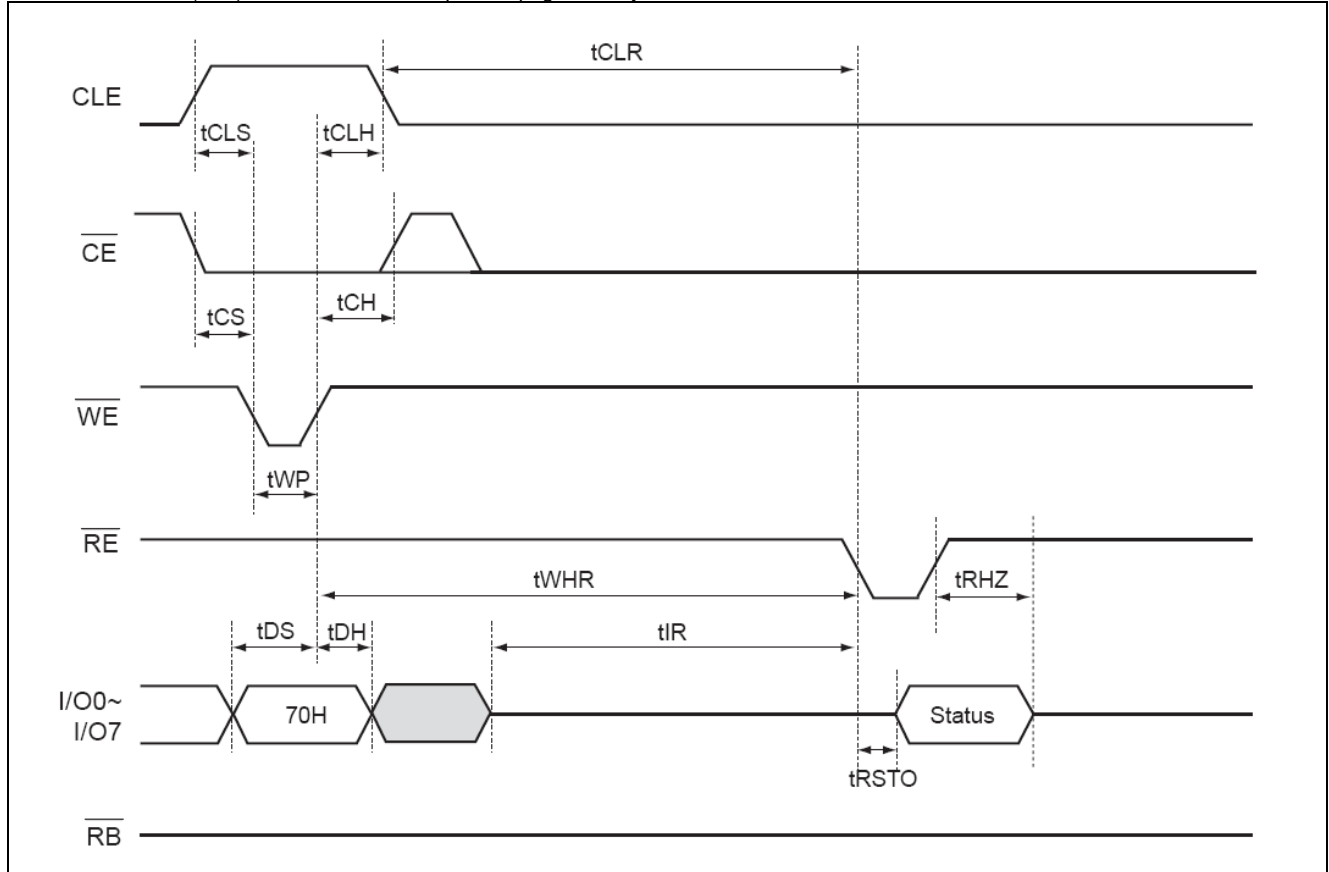 tCLR
CLE
tCLS
tCLH
CE
tCH
tCS
WE
tWP
RE
tWHR
tRHZ
tDS
tDH
tIR
I/O0~
I/O7
70H
Status
tRSTO
RB